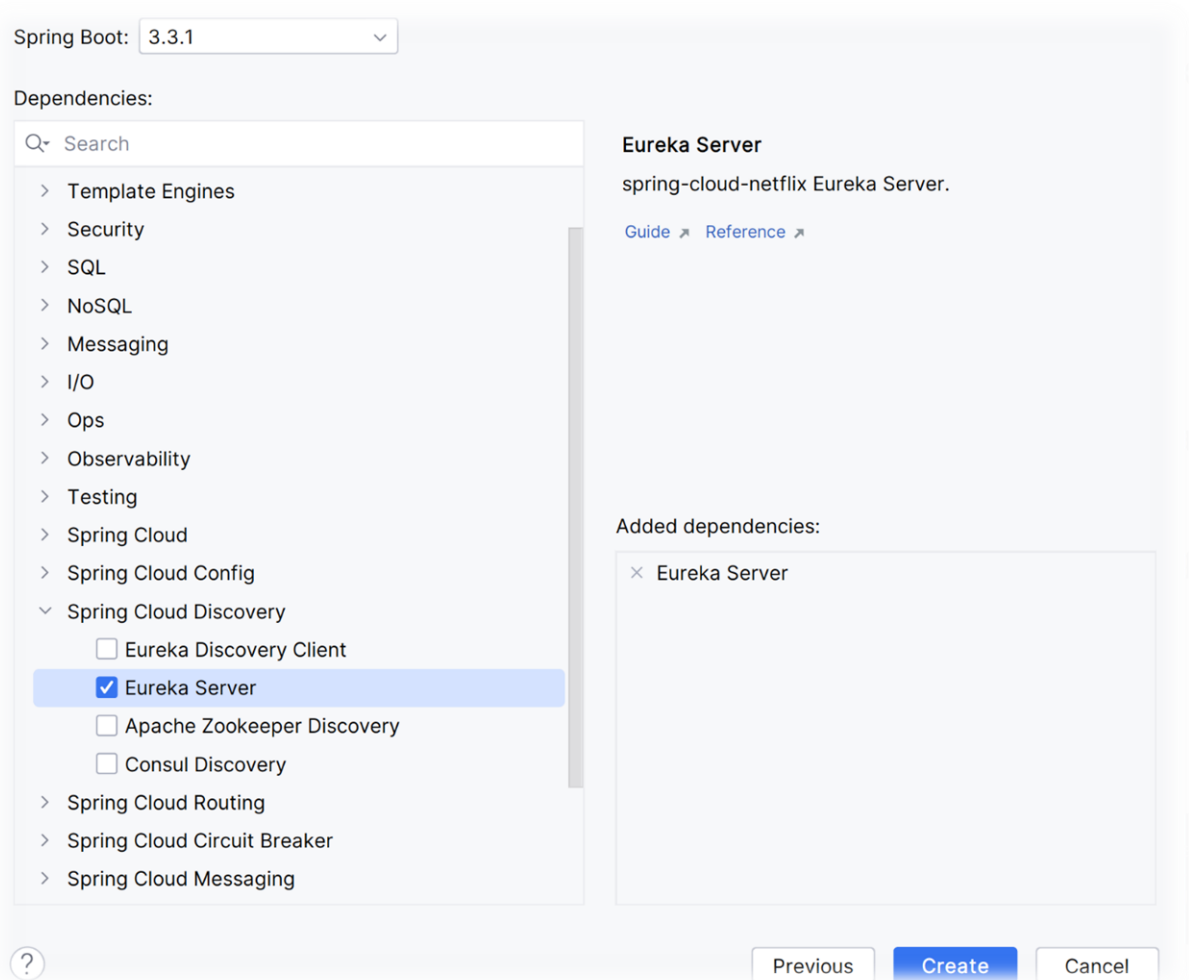 Spring Boot: 3.3.1
Dependencies:
Search
Template Engines
Security
SQL
NoSQL
Messaging
I/O
Ops
Observability
Testing
Spring Cloud
Spring Cloud Config
Spring Cloud Discovery
Eureka Discovery Client
Eureka Server
Apache Zookeeper Discovery
Consul Discovery
Spring Cloud Routing
Spring Cloud Circuit Breaker
Spring Cloud Messaging
Eureka Server
spring-cloud-netflix Eureka Server.
Guide Reference
Added dependencies:
Eureka Server
?
Previous Create Cancel